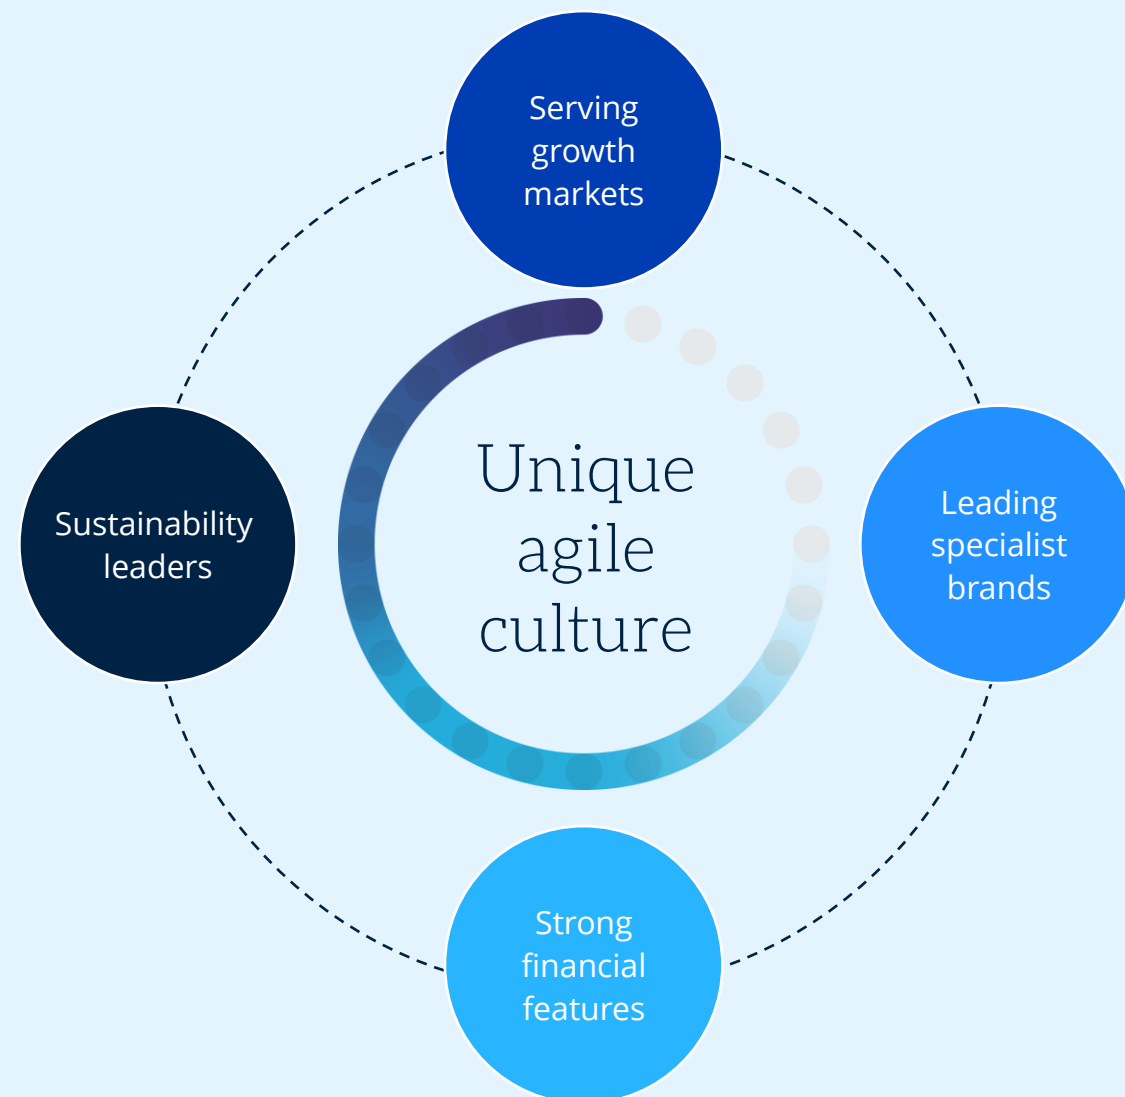 Serving
growth
markets
Sustainability
leaders
Unique
agile
culture
Leading
specialist
brands
Strong
financial
features